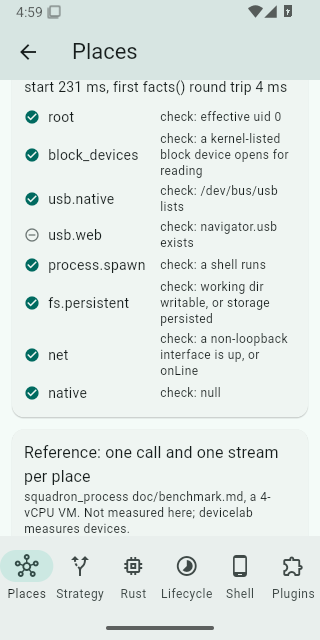 4:59
Places
start 231 ms, first facts() round trip 4 ms
root
check: effective uid 0
block_devices
check: a kernel-listed
block device opens for
reading
usb.native
check: /dev/bus/usb
lists
usb.web
check: navigator.usb
exists
process.spawn
check: a shell runs
fs.persistent
check: working dir
writable, or storage
persisted
net
check: a non-loopback
interface is up, or
onLine
native
check: null
Reference: one call and one stream
per place
squadron_process doc/benchmark.md, a 4-
vCPU VM. Not measured here; devicelab
measures devices.
Places
Strategy
Rust
Lifecycle
Shell
Plugins